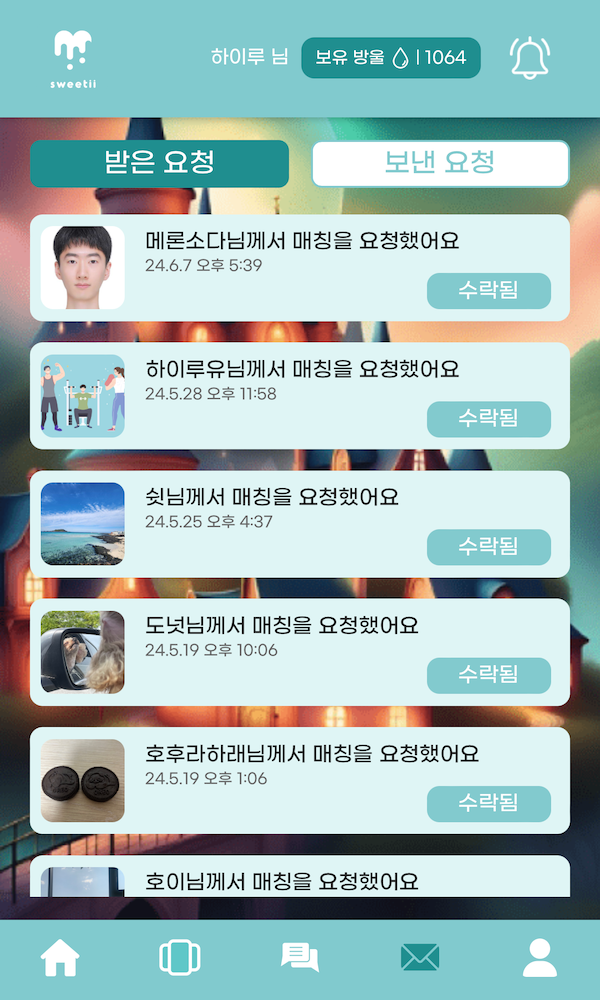 sweetii
하이루 님
보유 방울 | 1064
받은 요청
보낸 요청
메론소다님께서 매칭을 요청했어요
24.6.7 오후 5:39
수락됨
하이루유님께서 매칭을 요청했어요
24.5.28 오후 11:58
수락됨
쉿님께서 매칭을 요청했어요
24.5.25 오후 4:37
수락됨
도넛님께서 매칭을 요청했어요
24.5.19 오후 10:06
수락됨
호후라하래님께서 매칭을 요청했어요
24.5.19 오후 1:06
수락됨
호이님께서 매칭을 요청했어요